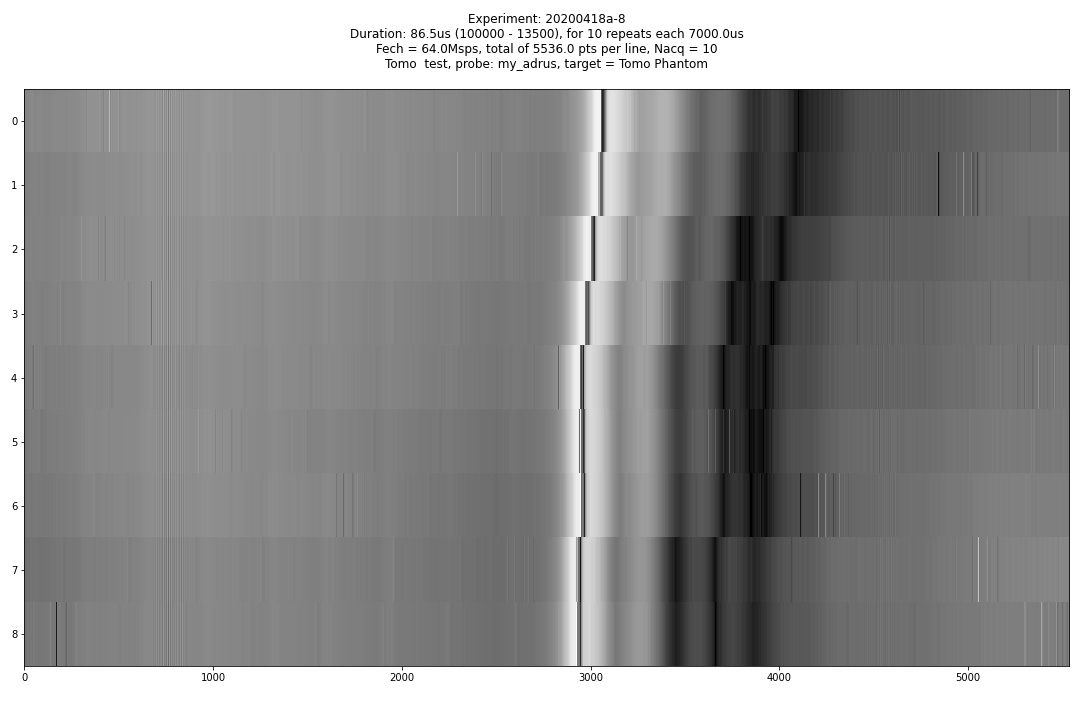 Experiment: 20200418a-8
Duration: 86.5us (100000 - 13500), for 10 repeats each 7000.0us
Fech = 64.0Msps, total of 5536.0 pts per line, Nacq = 10
Tomo  test, probe: my_adrus, target = Tomo Phantom
0
1
2
3
4
5
6
7
8
0 1000 2000 3000 4000 5000